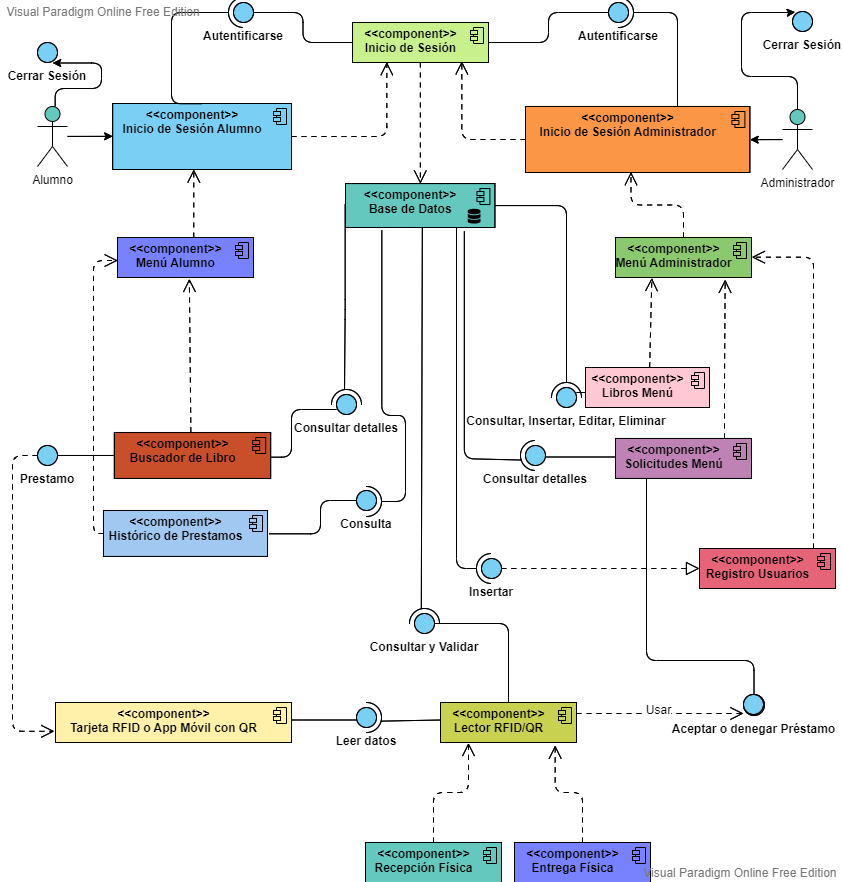 Visual Paradigm Online Free Edition
Autentificarse
<<component>>
Inicio de Sesión
Autentificarse
Cerrar Sesión
Cerrar Sesión
<<component>>
Inicio de Sesión Alumno
<<component>>
Inicio de Sesión Administrador
Alumno
Administrador
<<component>>
Base de Datos
<<component>>
Menú Alumno
<<component>>
Menú Administrador
<<component>>
Libros Menú
Consultar detalles
Consultar, Insertar, Editar, Eliminar
<<component>>
Buscador de Libro
Prestamo
<<component>>
Solicitudes Menú
Consultar detalles
<<component>>
Histórico de Prestamos
Consulta
<<component>>
Registro Usuarios
Insertar
Consultar y Validar
<<component>>
Tarjeta RFID o App Móvil con QR
Leer datos
<<component>>
Lector RFID/QR
Usar
Aceptar o denegar Préstamo
<<component>>
Recepción Física
<<component>>
Entrega Física
Visual Paradigm Online Free Edition